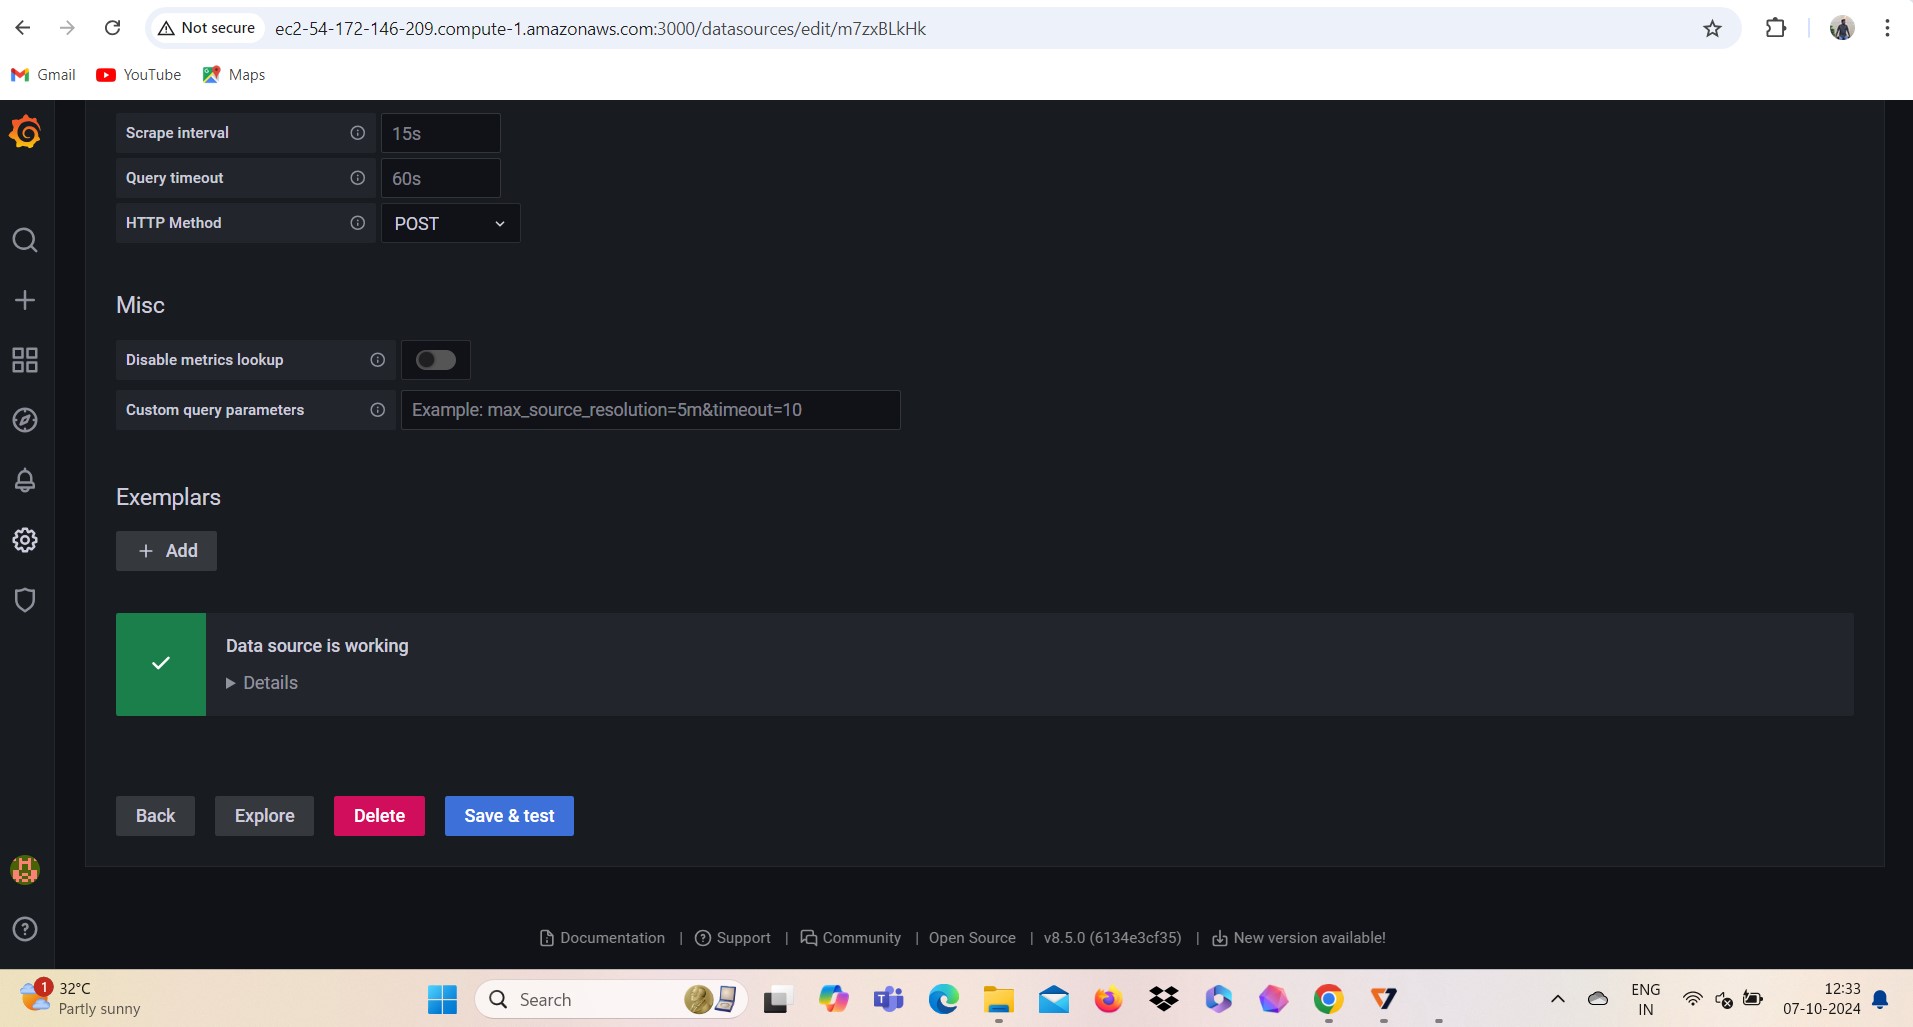 Not secure ec2-54-172-146-209.compute-1.amazonaws.com:3000/datasources/edit/m7zxBLkHk
Gmail YouTube Maps
Scrape interval 15s
Query timeout 60s
HTTP Method POST
Misc
Disable metrics lookup
Custom query parameters Example: max_source_resolution=5m&timeout=10
Exemplars
+ Add
Data source is working
Details
Back Explore Delete Save & test
Documentation | Support | Community | Open Source | v8.5.0 (6134e3cf35) | New version available!
1 32°C
Partly sunny
Search
ENG
IN
12:33
07-10-2024